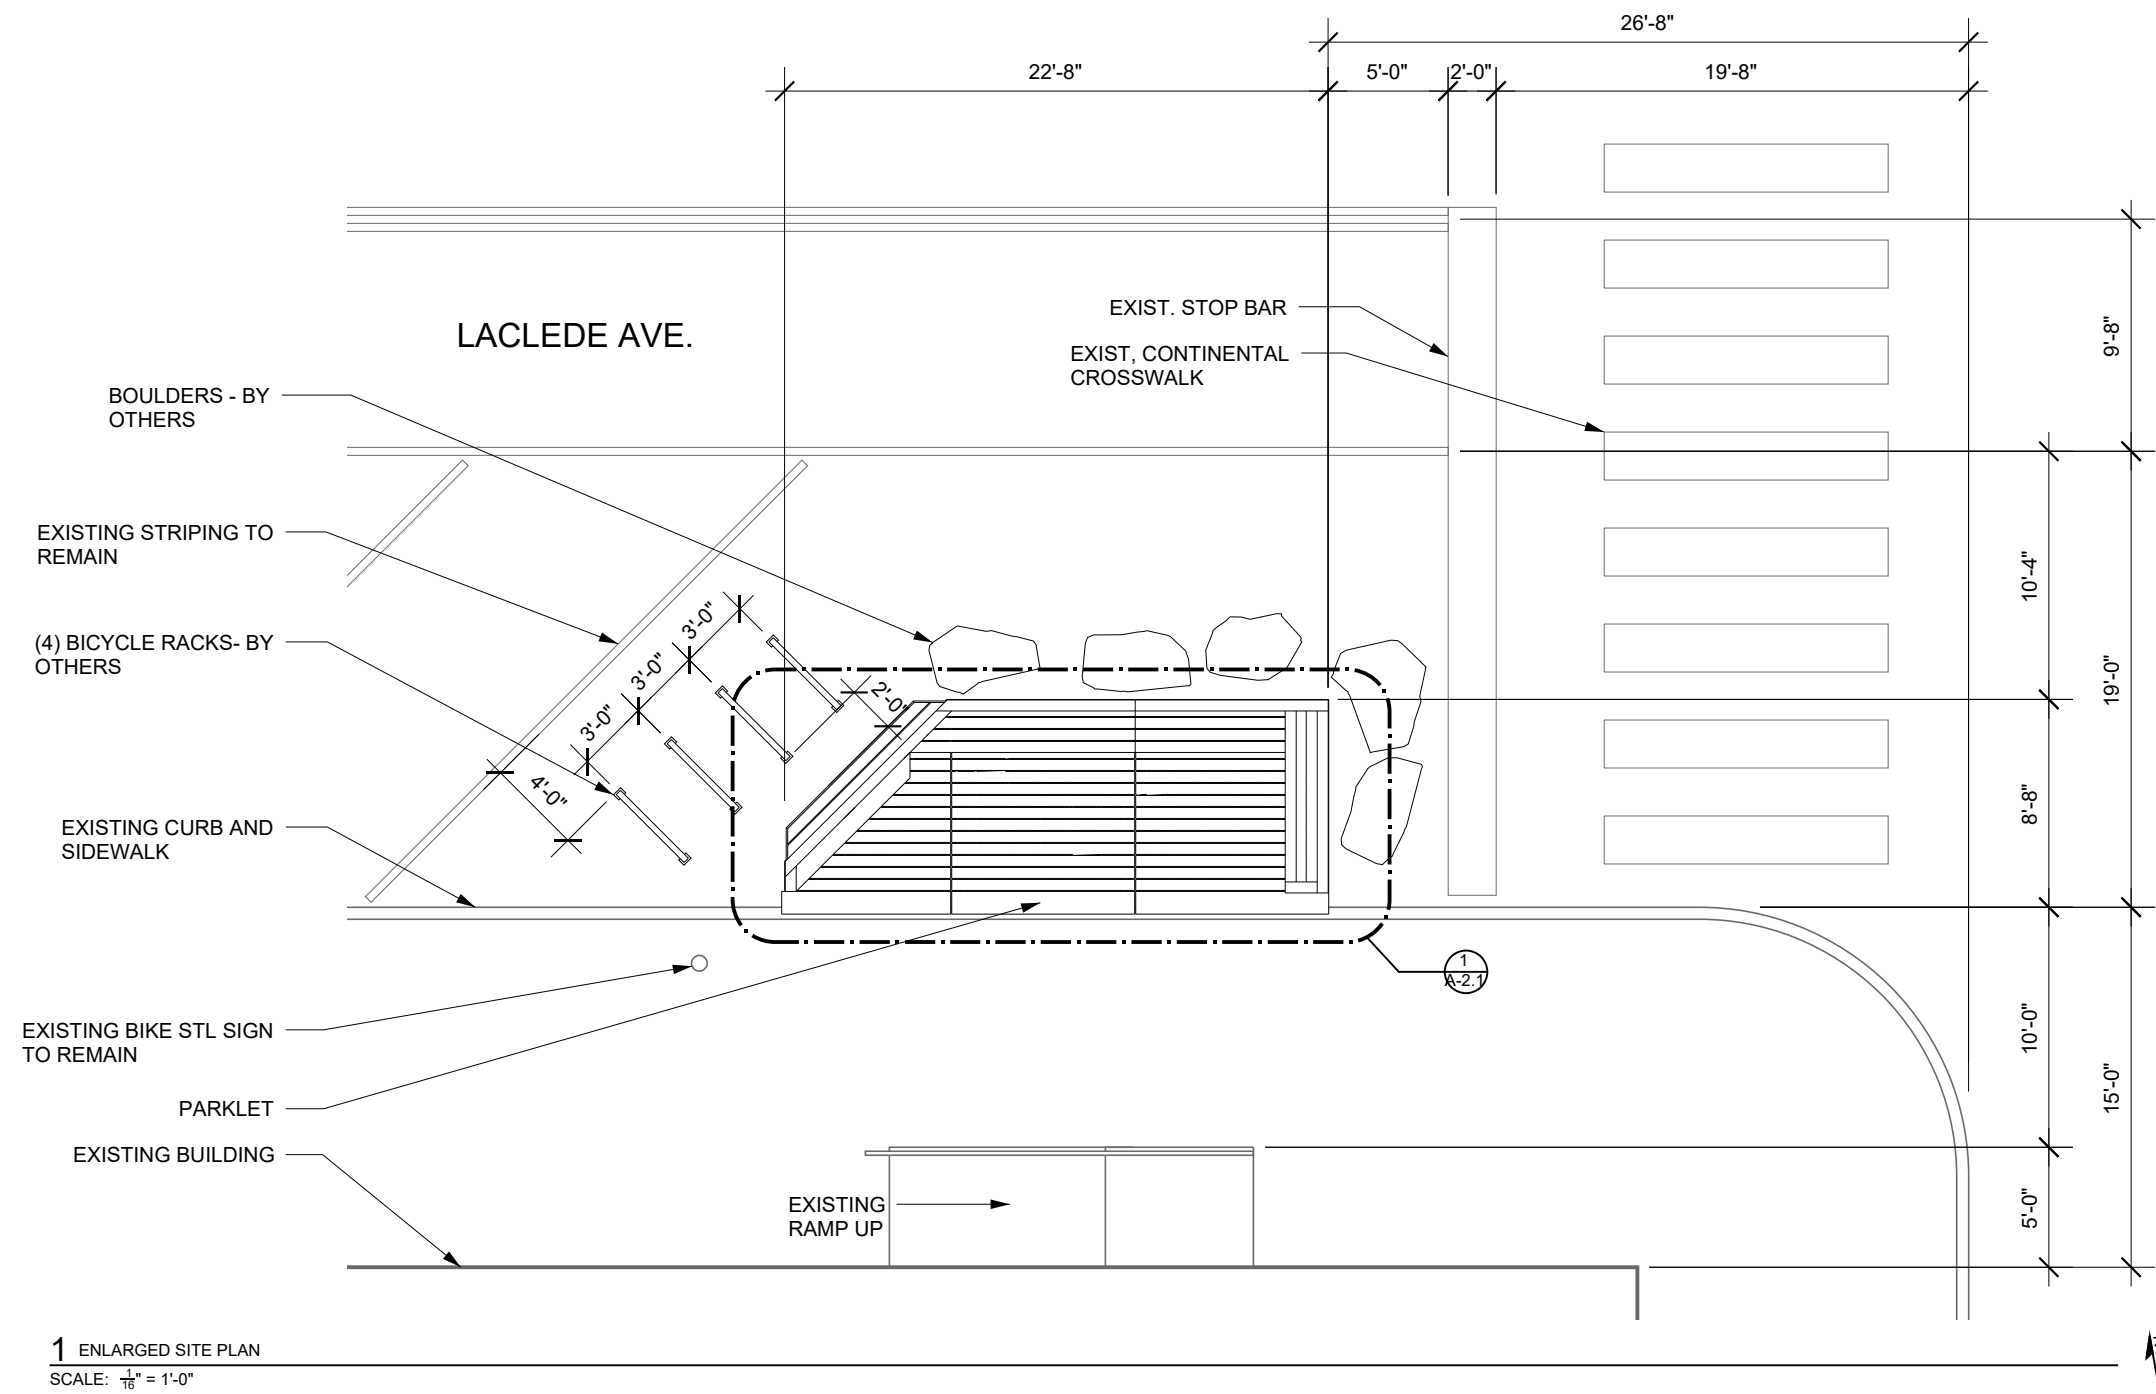 26'-8"
22'-8"
5'-0"
2'-0"
19'-8"
LACLEDE AVE.
EXIST. STOP BAR
EXIST, CONTINENTAL
CROSSWALK
9'-8"
BOULDERS - BY
OTHERS
EXISTING STRIPING TO
REMAIN
10'-4"
(4) BICYCLE RACKS- BY
OTHERS
3'-0"
3'-0"
3'-0"
2'-0"
4'-0"
19'-0"
8'-8"
EXISTING CURB AND
SIDEWALK
1
A-2.1
EXISTING BIKE STL SIGN
TO REMAIN
10'-0"
PARKLET
15'-0"
EXISTING BUILDING
EXISTING
RAMP UP
5'-0"
1 ENLARGED SITE PLAN
SCALE: 1/16" = 1'-0"